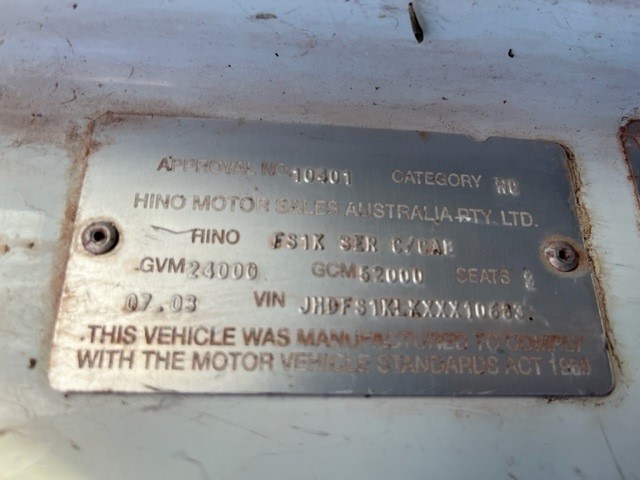 APPROVAL NO 10401 CATEGORY NC
HINO MOTOR SALES AUSTRALIA PTY. LTD.
HINO FS1K SER C/CAB
GVM 24000 GCM 52000 SEATS 2
07.03 VIN
THIS VEHICLE WAS MANUFACTURED TO COMPLY
WITH THE MOTOR VEHICLE STANDARDS ACT 1989